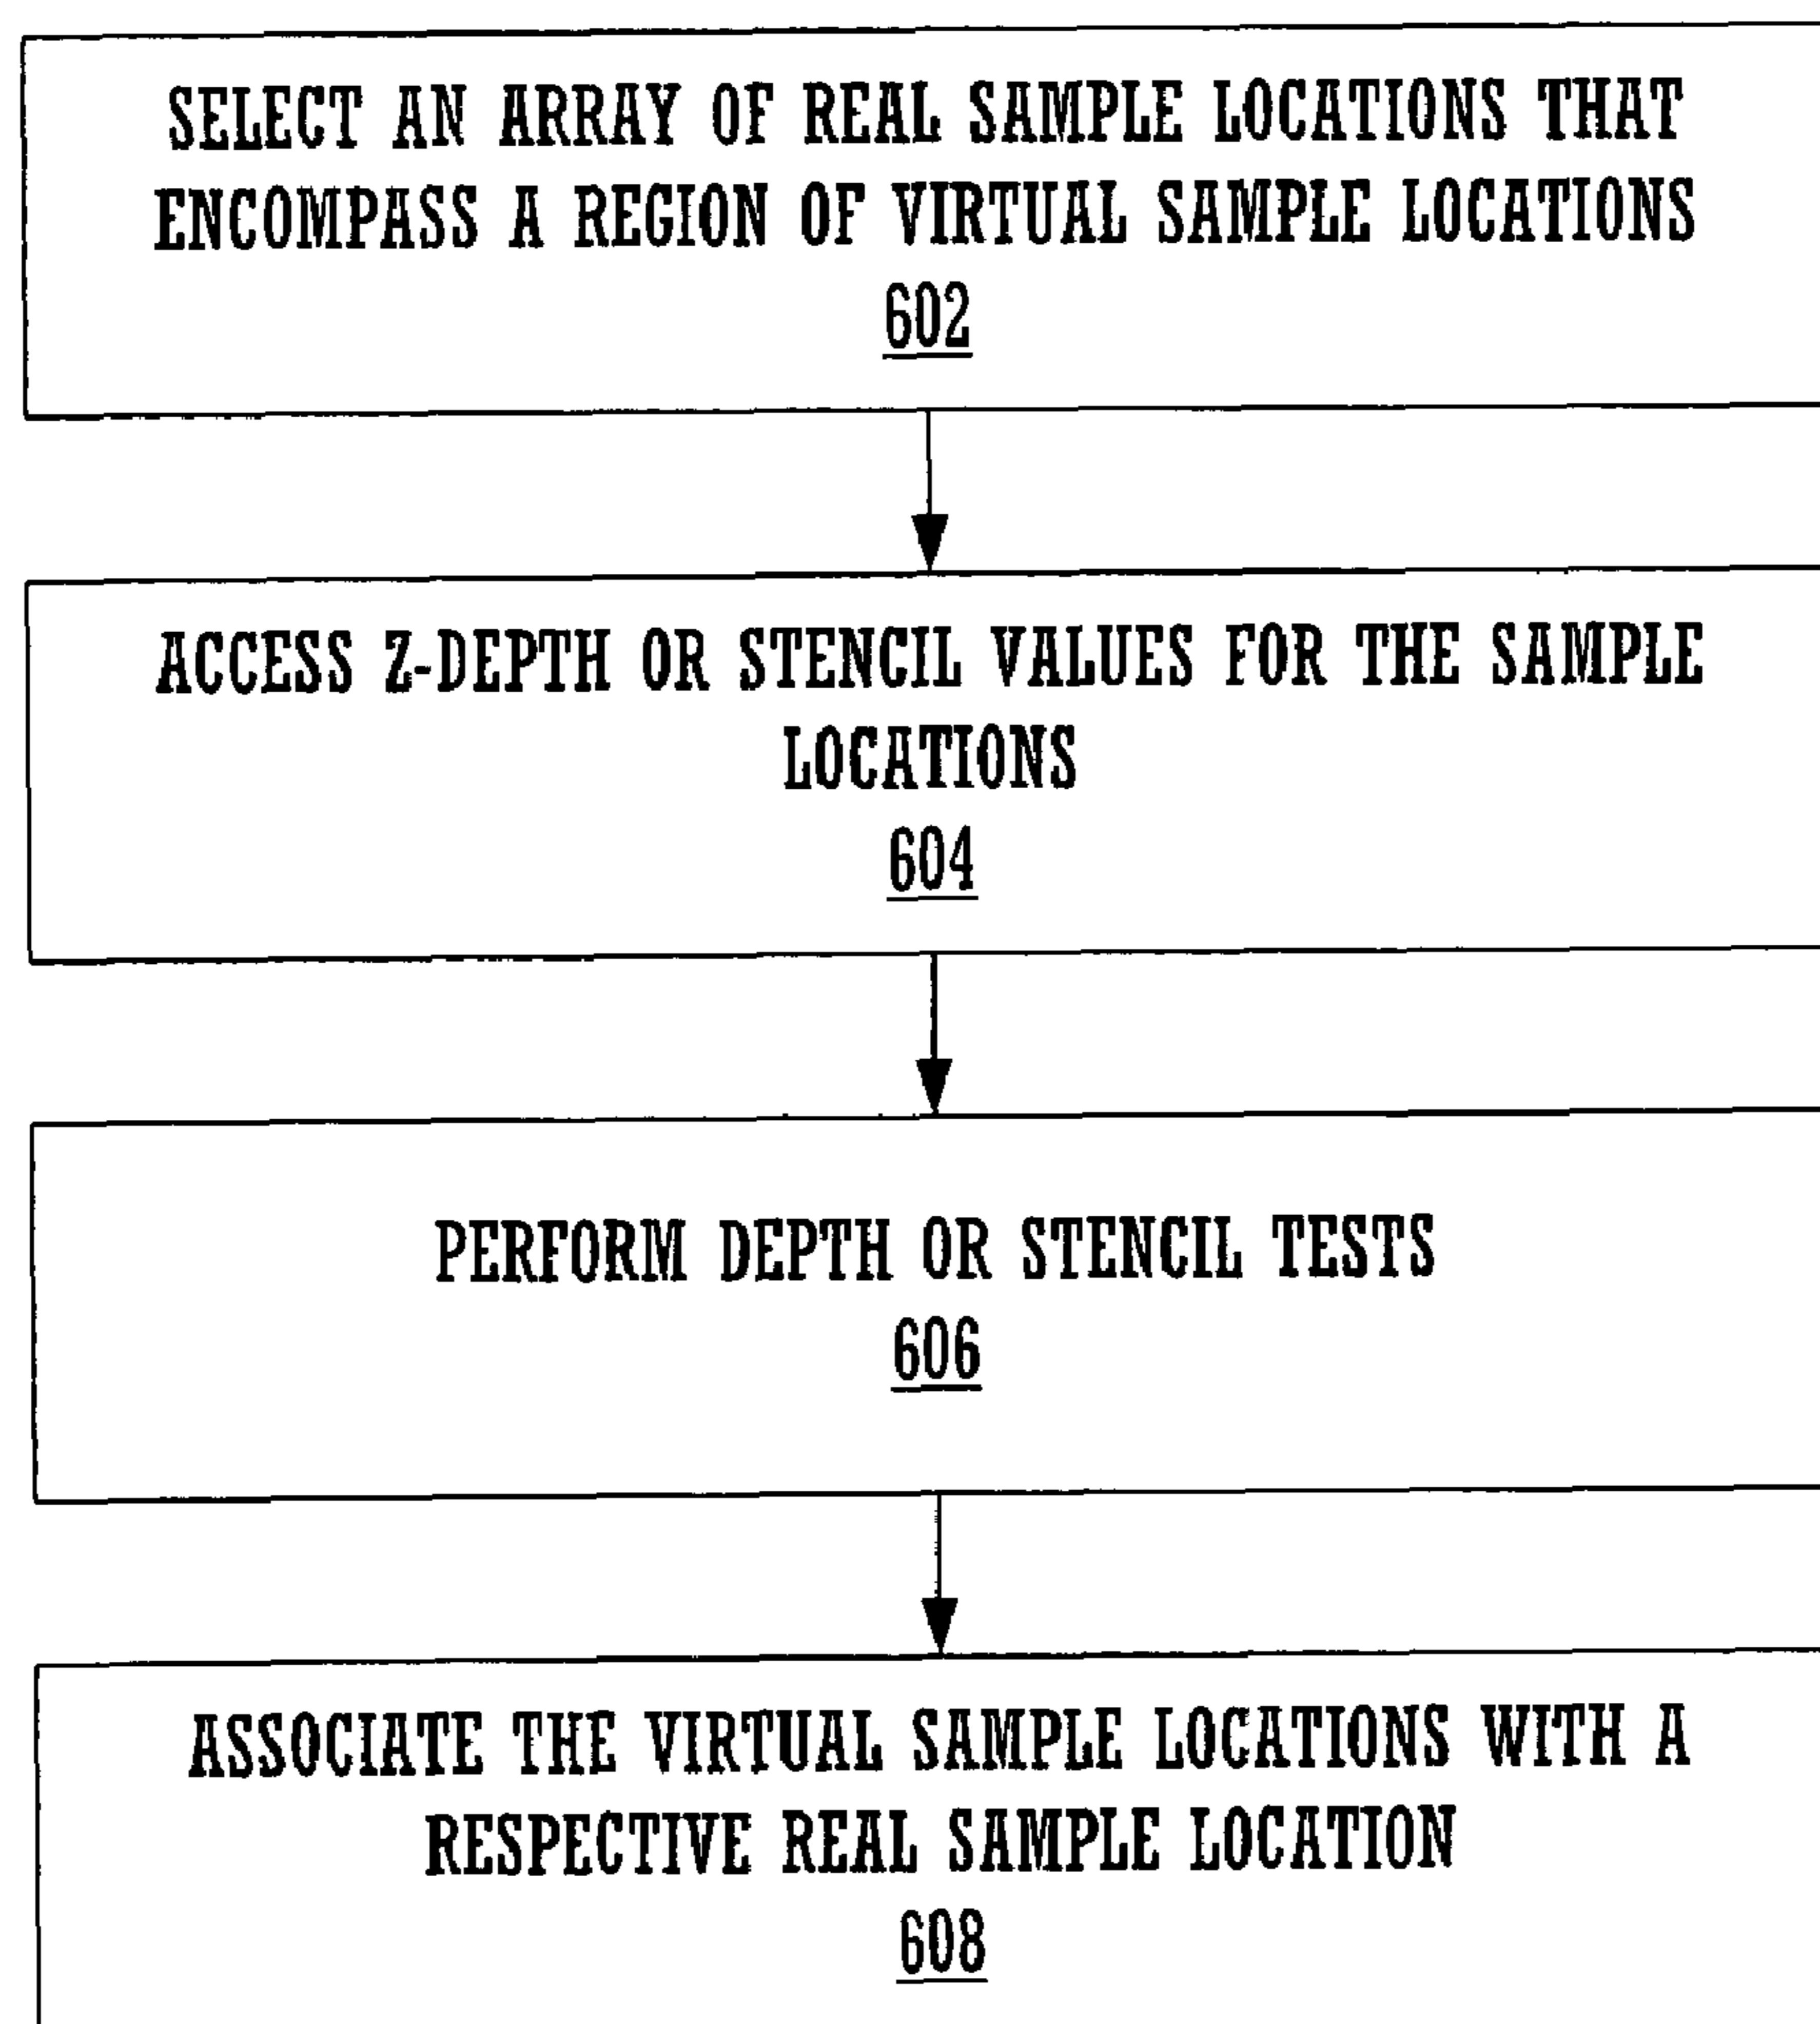 SELECT AN ARRAY OF REAL SAMPLE LOCATIONS THAT
ENCOMPASS A REGION OF VIRTUAL SAMPLE LOCATIONS
602
ACCESS Z-DEPTH OR STENCIL VALUES FOR THE SAMPLE
LOCATIONS
604
PERFORM DEPTH OR STENCIL TESTS
606
ASSOCIATE THE VIRTUAL SAMPLE LOCATIONS WITH A
RESPECTIVE REAL SAMPLE LOCATION
608